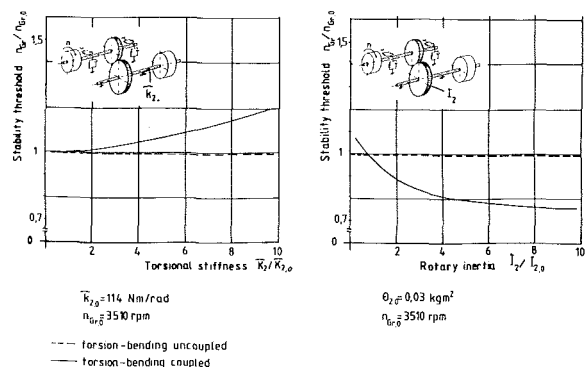 Stability threshold n_Gr/n_Gr,0
1,5
1
0,7
0
n
k̅₂
2
4
6
8
10
Torsional stiffness k̅₂/k̅₂,₀
k̅₂,₀ = 114 Nm/rad
n_Gr,0 = 3510 rpm
Stability threshold n_Gr/n_Gr,0
1,5
1
0,7
0
n
I₂
2
4
6
8
10
Rotary inertia I₂/I₂,₀
Θ₂,₀ = 0,03 kgm²
n_Gr,0 = 3510 rpm
torsion-bending uncoupled
torsion-bending coupled